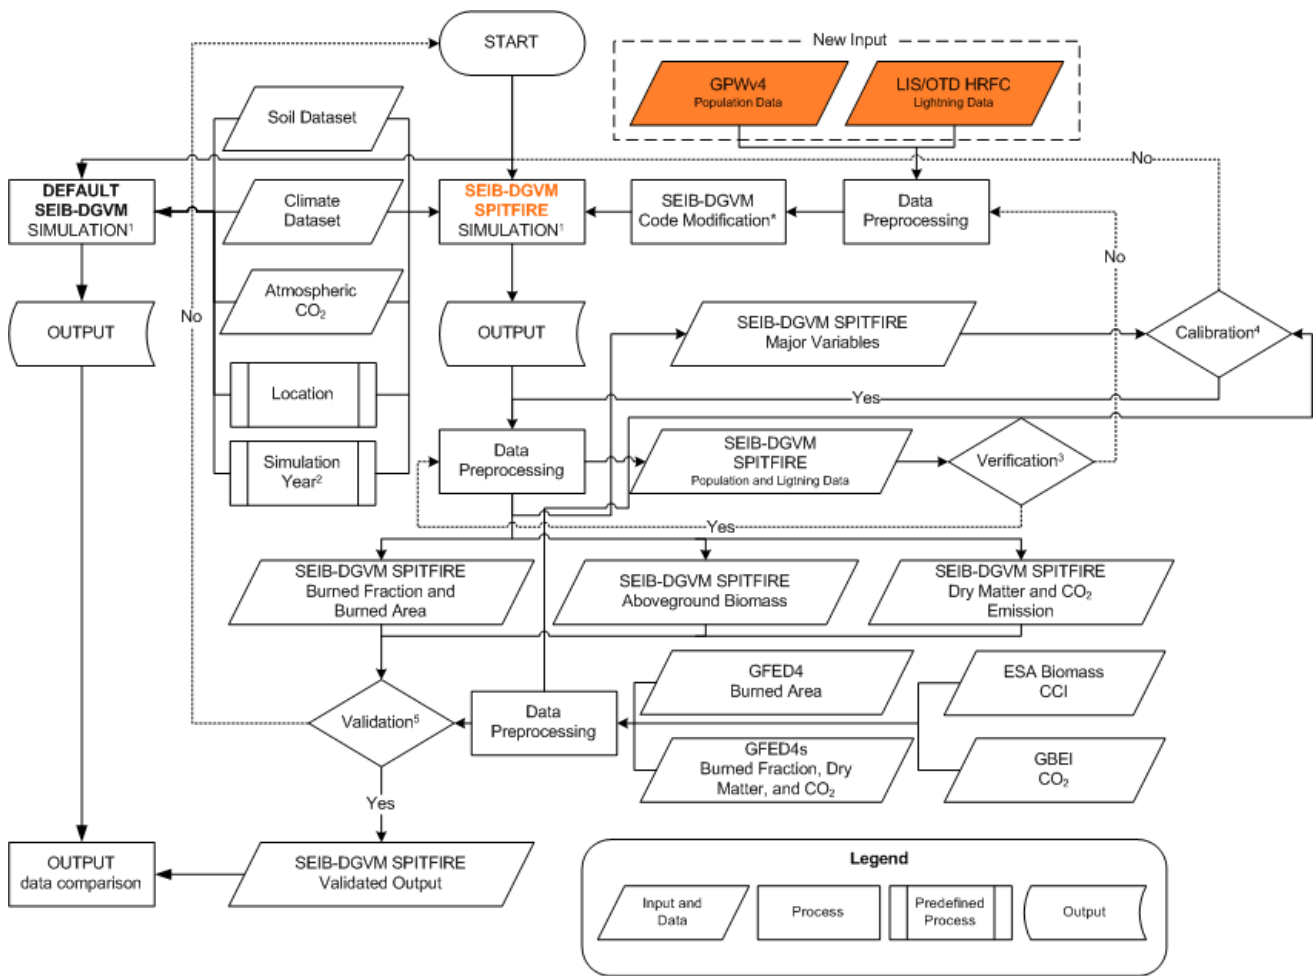 START
New Input
GPWv4
Population Data
LIS/OTD HRFC
Lightning Data
Soil Dataset
No
DEFAULT
SEIB-DGVM
SIMULATION¹
Climate
Dataset
SEIB-DGVM
SPITFIRE
SIMULATION¹
SEIB-DGVM
Code Modification*
Data
Preprocessing
No
OUTPUT
Atmospheric
CO₂
No
OUTPUT
SEIB-DGVM SPITFIRE
Major Variables
Calibration⁴
Location
Yes
Simulation
Year²
Data
Preprocessing
SEIB-DGVM
SPITFIRE
Population and Ligtning Data
Verification³
Yes
SEIB-DGVM SPITFIRE
Burned Fraction and
Burned Area
SEIB-DGVM SPITFIRE
Aboveground Biomass
SEIB-DGVM SPITFIRE
Dry Matter and CO₂
Emission
GFED4
Burned Area
ESA Biomass
CCI
Validation⁵
Data
Preprocessing
GFED4s
Burned Fraction, Dry
Matter, and CO₂
GBEI
CO₂
Yes
OUTPUT
data comparison
SEIB-DGVM SPITFIRE
Validated Output
Legend
Input and
Data
Process
Predefined
Process
Output